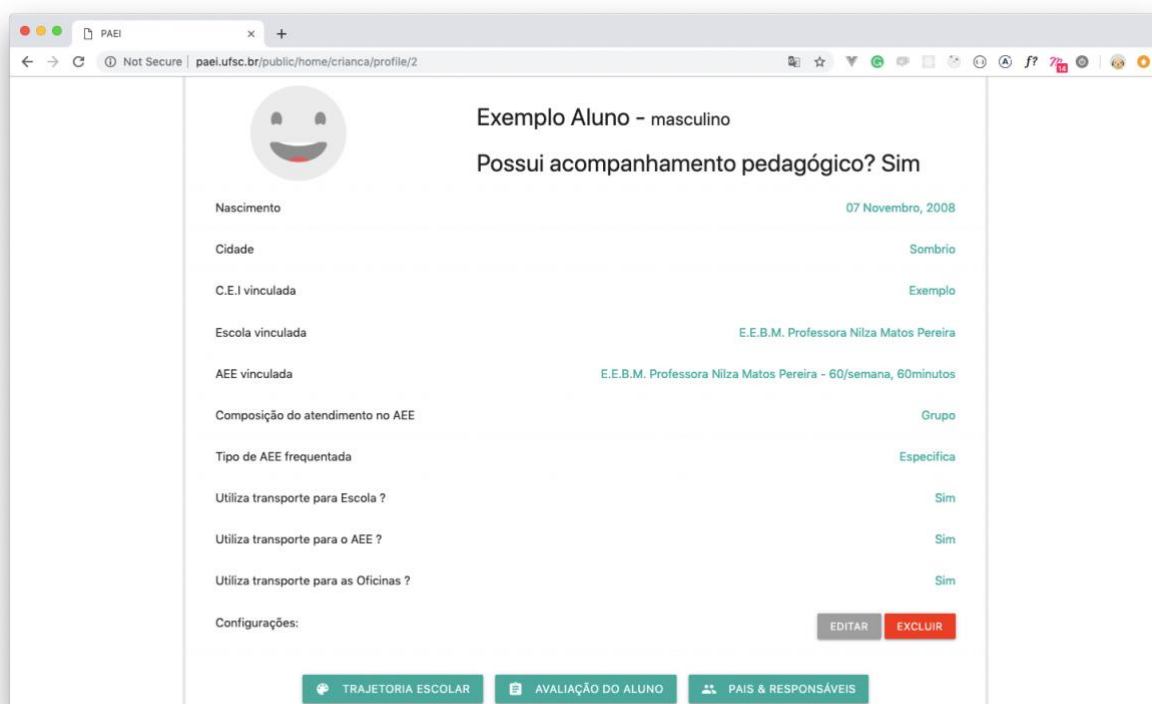 PAEI
Not Secure | paei.ufsc.br/public/home/crianca/profile/2
Exemplo Aluno - masculino
Possui acompanhamento pedagógico? Sim
Nascimento 07 Novembro, 2008
Cidade Sombrio
C.E.I vinculada Exemplo
Escola vinculada E.E.B.M. Professora Nilza Matos Pereira
AEE vinculada E.E.B.M. Professora Nilza Matos Pereira - 60/semana, 60minutos
Composição do atendimento no AEE Grupo
Tipo de AEE frequentada Especifica
Utiliza transporte para Escola ? Sim
Utiliza transporte para o AEE ? Sim
Utiliza transporte para as Oficinas ? Sim
Configurações: EDITAR EXCLUIR
TRAJETORIA ESCOLAR AVALIAÇÃO DO ALUNO PAIS & RESPONSÁVEIS